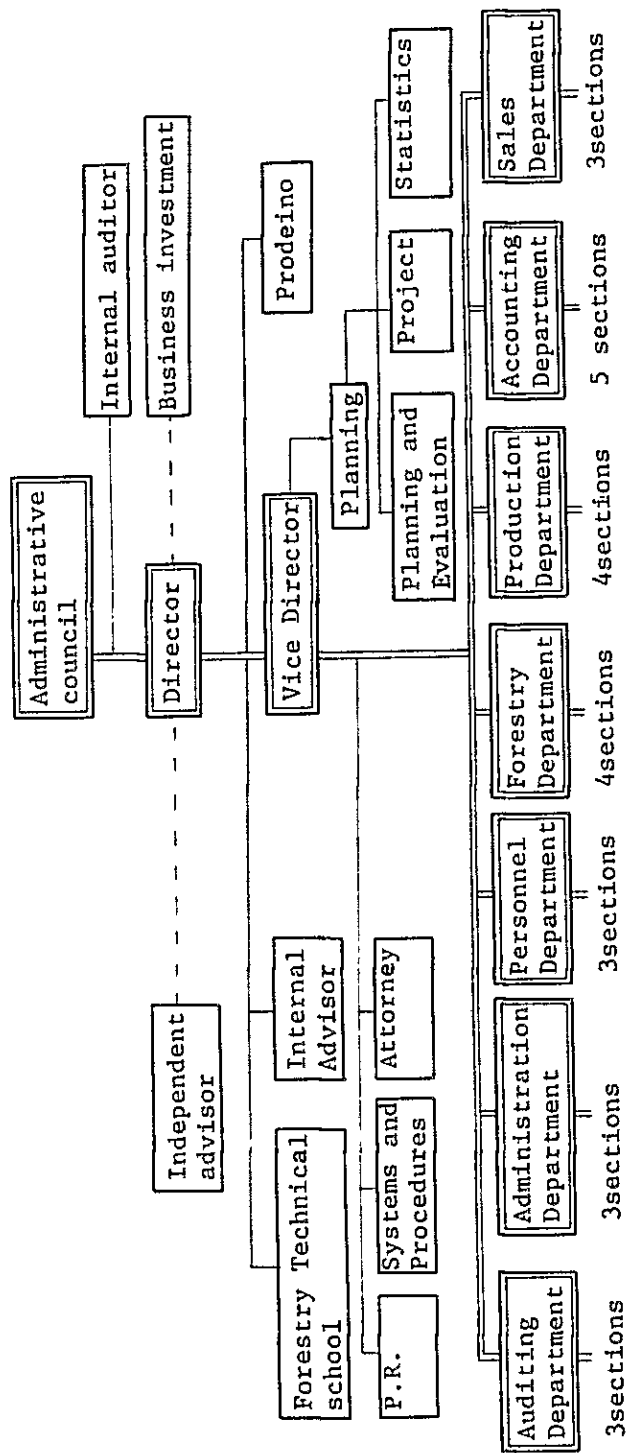 Administrative
council
Internal auditor
Director
Business investment
Independent
advisor
Forestry Technical
school
Internal
Advisor
Prodeino
Vice Director
Planning
P.R.
Systems and
Procedures
Attorney
Planning and
Evaluation
Project
Statistics
Auditing
Department
Administration
Department
Personnel
Department
Forestry
Department
Production
Department
Accounting
Department
Sales
Department
3sections
3sections
3sections
4sections
4sections
5 sections
3sections